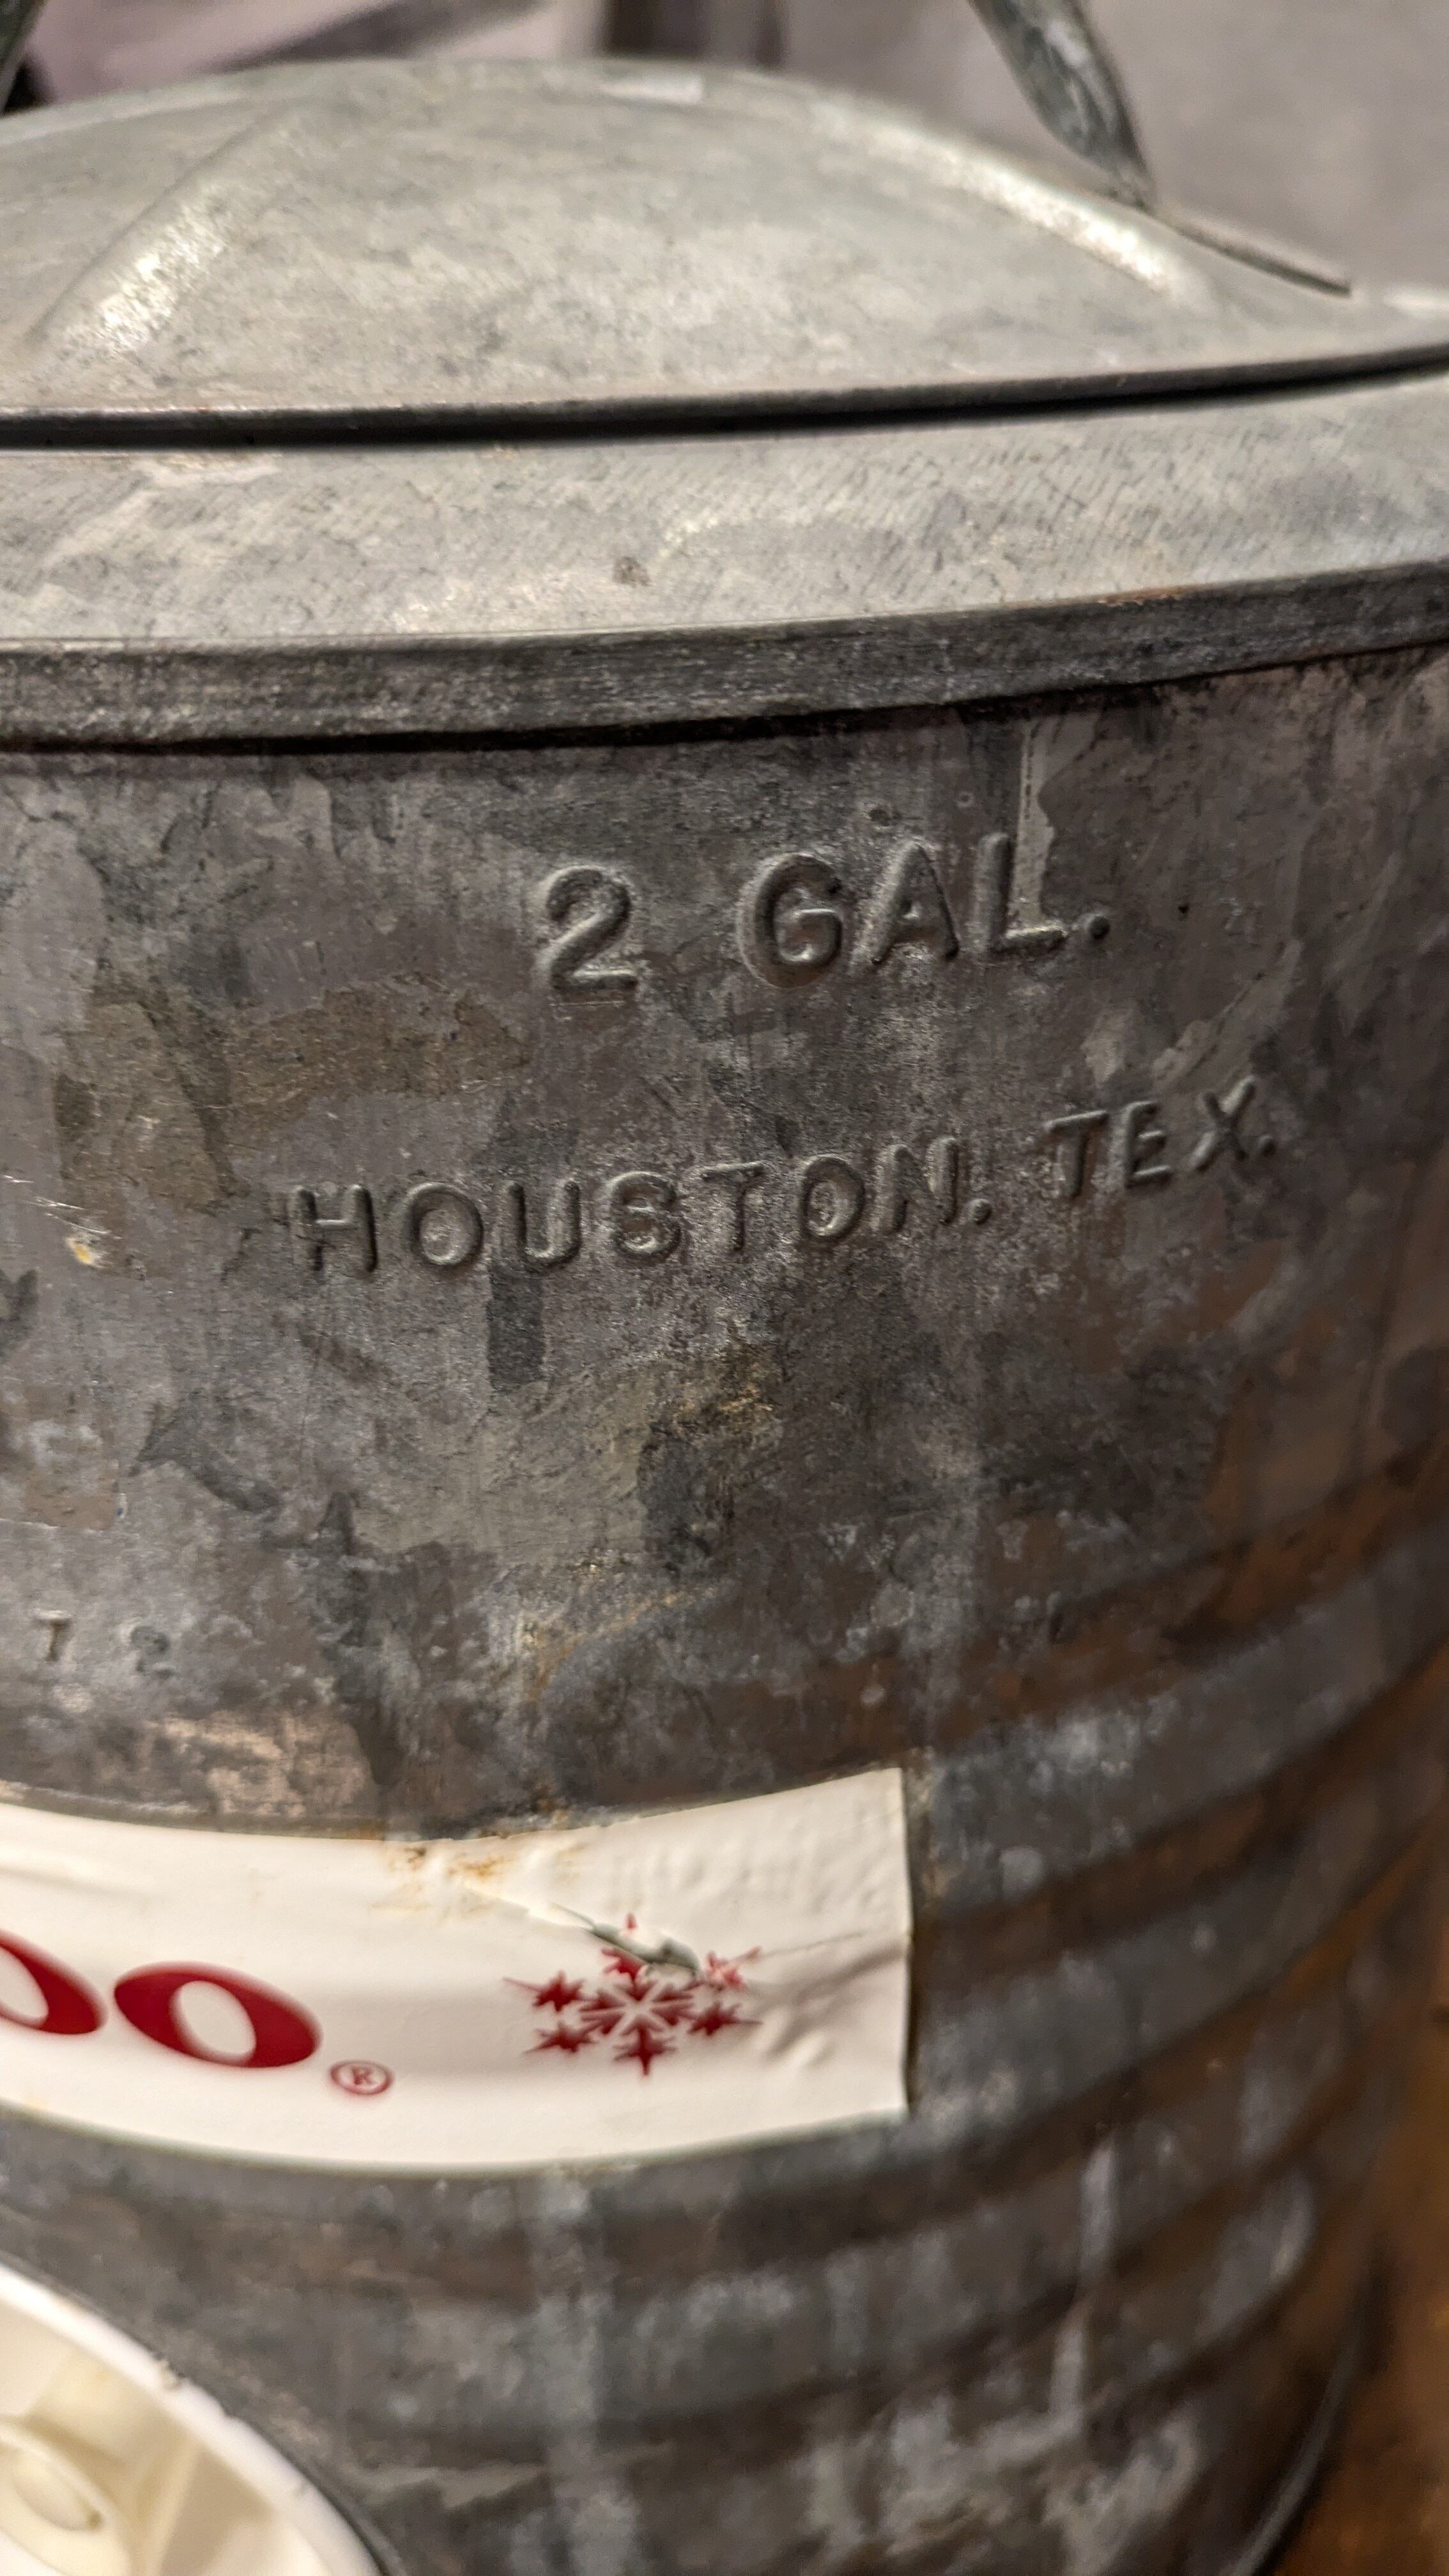 2 GAL.
HOUSTON. TEX.
OO®